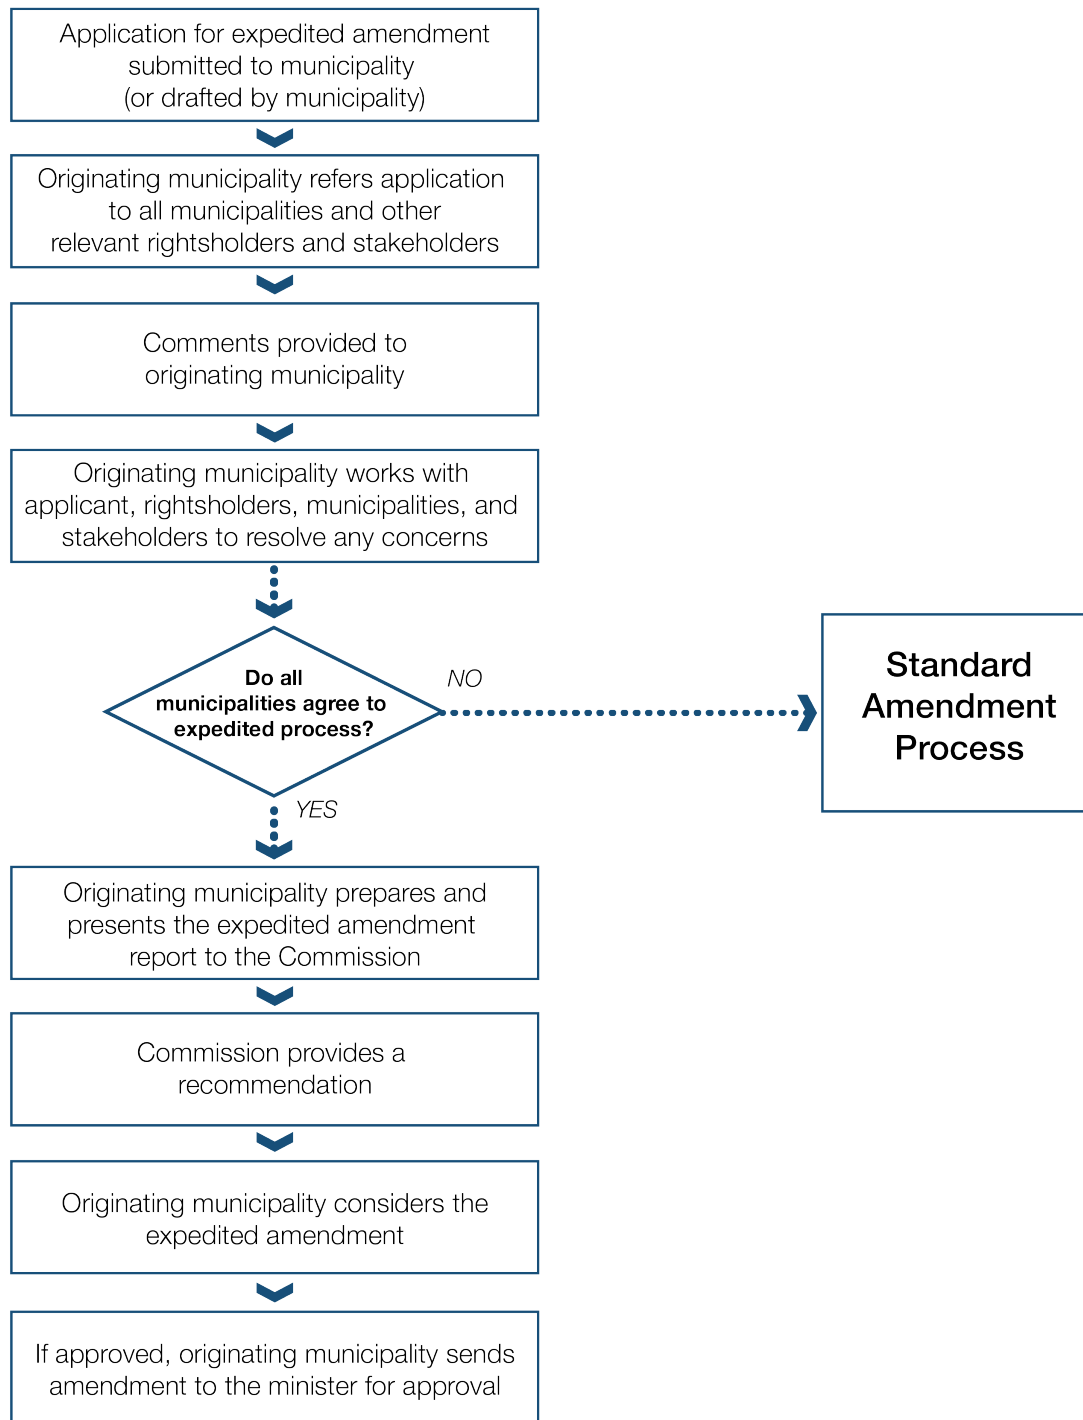 Application for expedited amendment
submitted to municipality
(or drafted by municipality)
Originating municipality refers application
to all municipalities and other
relevant rightsholders and stakeholders
Comments provided to
originating municipality
Originating municipality works with
applicant, rightsholders, municipalities, and
stakeholders to resolve any concerns
Do all
municipalities agree to
expedited process?
NO
Standard
Amendment
Process
YES
Originating municipality prepares and
presents the expedited amendment
report to the Commission
Commission provides a
recommendation
Originating municipality considers the
expedited amendment
If approved, originating municipality sends
amendment to the minister for approval